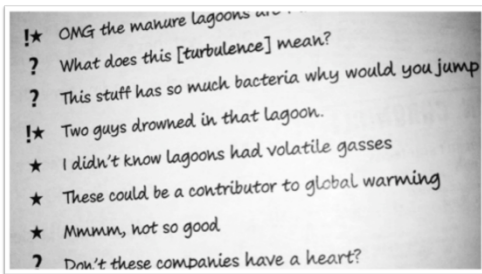 !★ OMG the manure lagoons
? What does this [turbulence] mean?
? This stuff has so much bacteria why would you jump
!★ Two guys drowned in that lagoon.
★ I didn't know lagoons had volatile gasses
★ These could be a contributor to global warming
★ Mmmm, not so good
? Don't these companies have a heart?